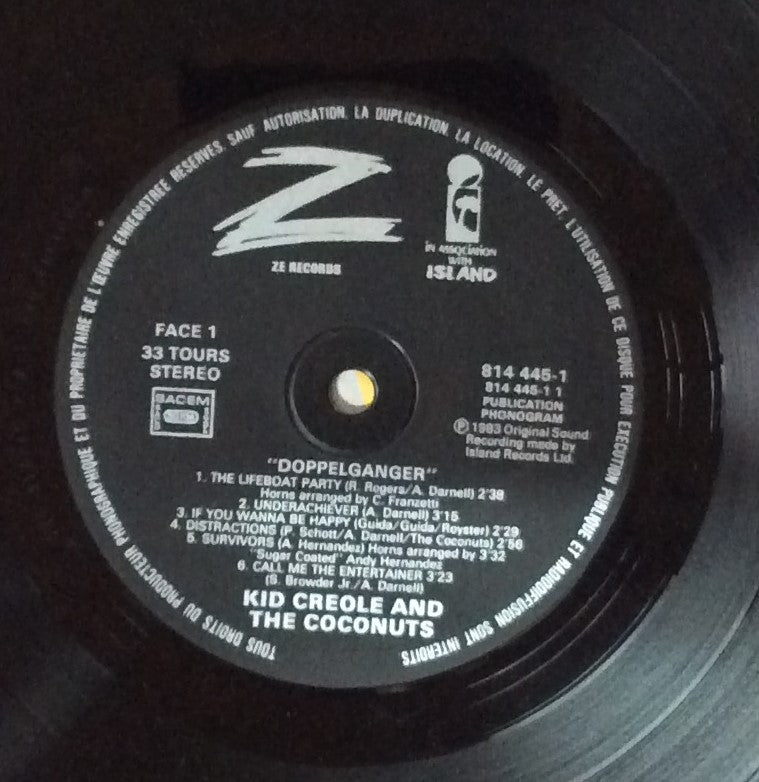 TOUS DROITS DU PRODUCTEUR PHONOGRAPHIQUE ET DU PROPRIETAIRE DE L'ŒUVRE ENREGISTREE RESERVES. SAUF AUTORISATION, LA DUPLICATION, LA LOCATION, LE PRET, L'UTILISATION DE CE DISQUE POUR EXECUTION PUBLIQUE ET RADIODIFFUSION SONT INTERDITS
Z
ZE RECORDS
i
IN ASSOCIATION
WITH
ISLAND
FACE 1
33 TOURS
STEREO
SACEM
814 445-1
814 445-1 1
PUBLICATION
PHONOGRAM
℗ 1983 Original Sound
Recording made by
Island Records Ltd.
"DOPPELGANGER"
1. THE LIFEBOAT PARTY (R. Rogers/A. Darnell) 2'38
Horns arranged by C. Franzetti
2. UNDERACHIEVER (A. Darnell) 3'15
3. IF YOU WANNA BE HAPPY (Guida/Guida/Royster) 2'29
4. DISTRACTIONS (P. Schott/A. Darnell/The Coconuts) 2'56
5. SURVIVORS (A. Hernandez) Horns arranged by 3'32
"Sugar Coated" Andy Hernandez
6. CALL ME THE ENTERTAINER 3'23
(B. Browder Jr./A. Darnell)
KID CREOLE AND
THE COCONUTS